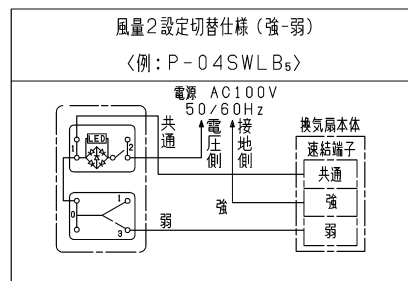 風量2設定切替仕様(強-弱)
〈例:P-04SWLB₅〉
電源 AC100V
50/60Hz
共通
電圧側
接地側
換気扇本体
速結端子
共通
強
弱
LED
1
2
0
1
3
弱
強